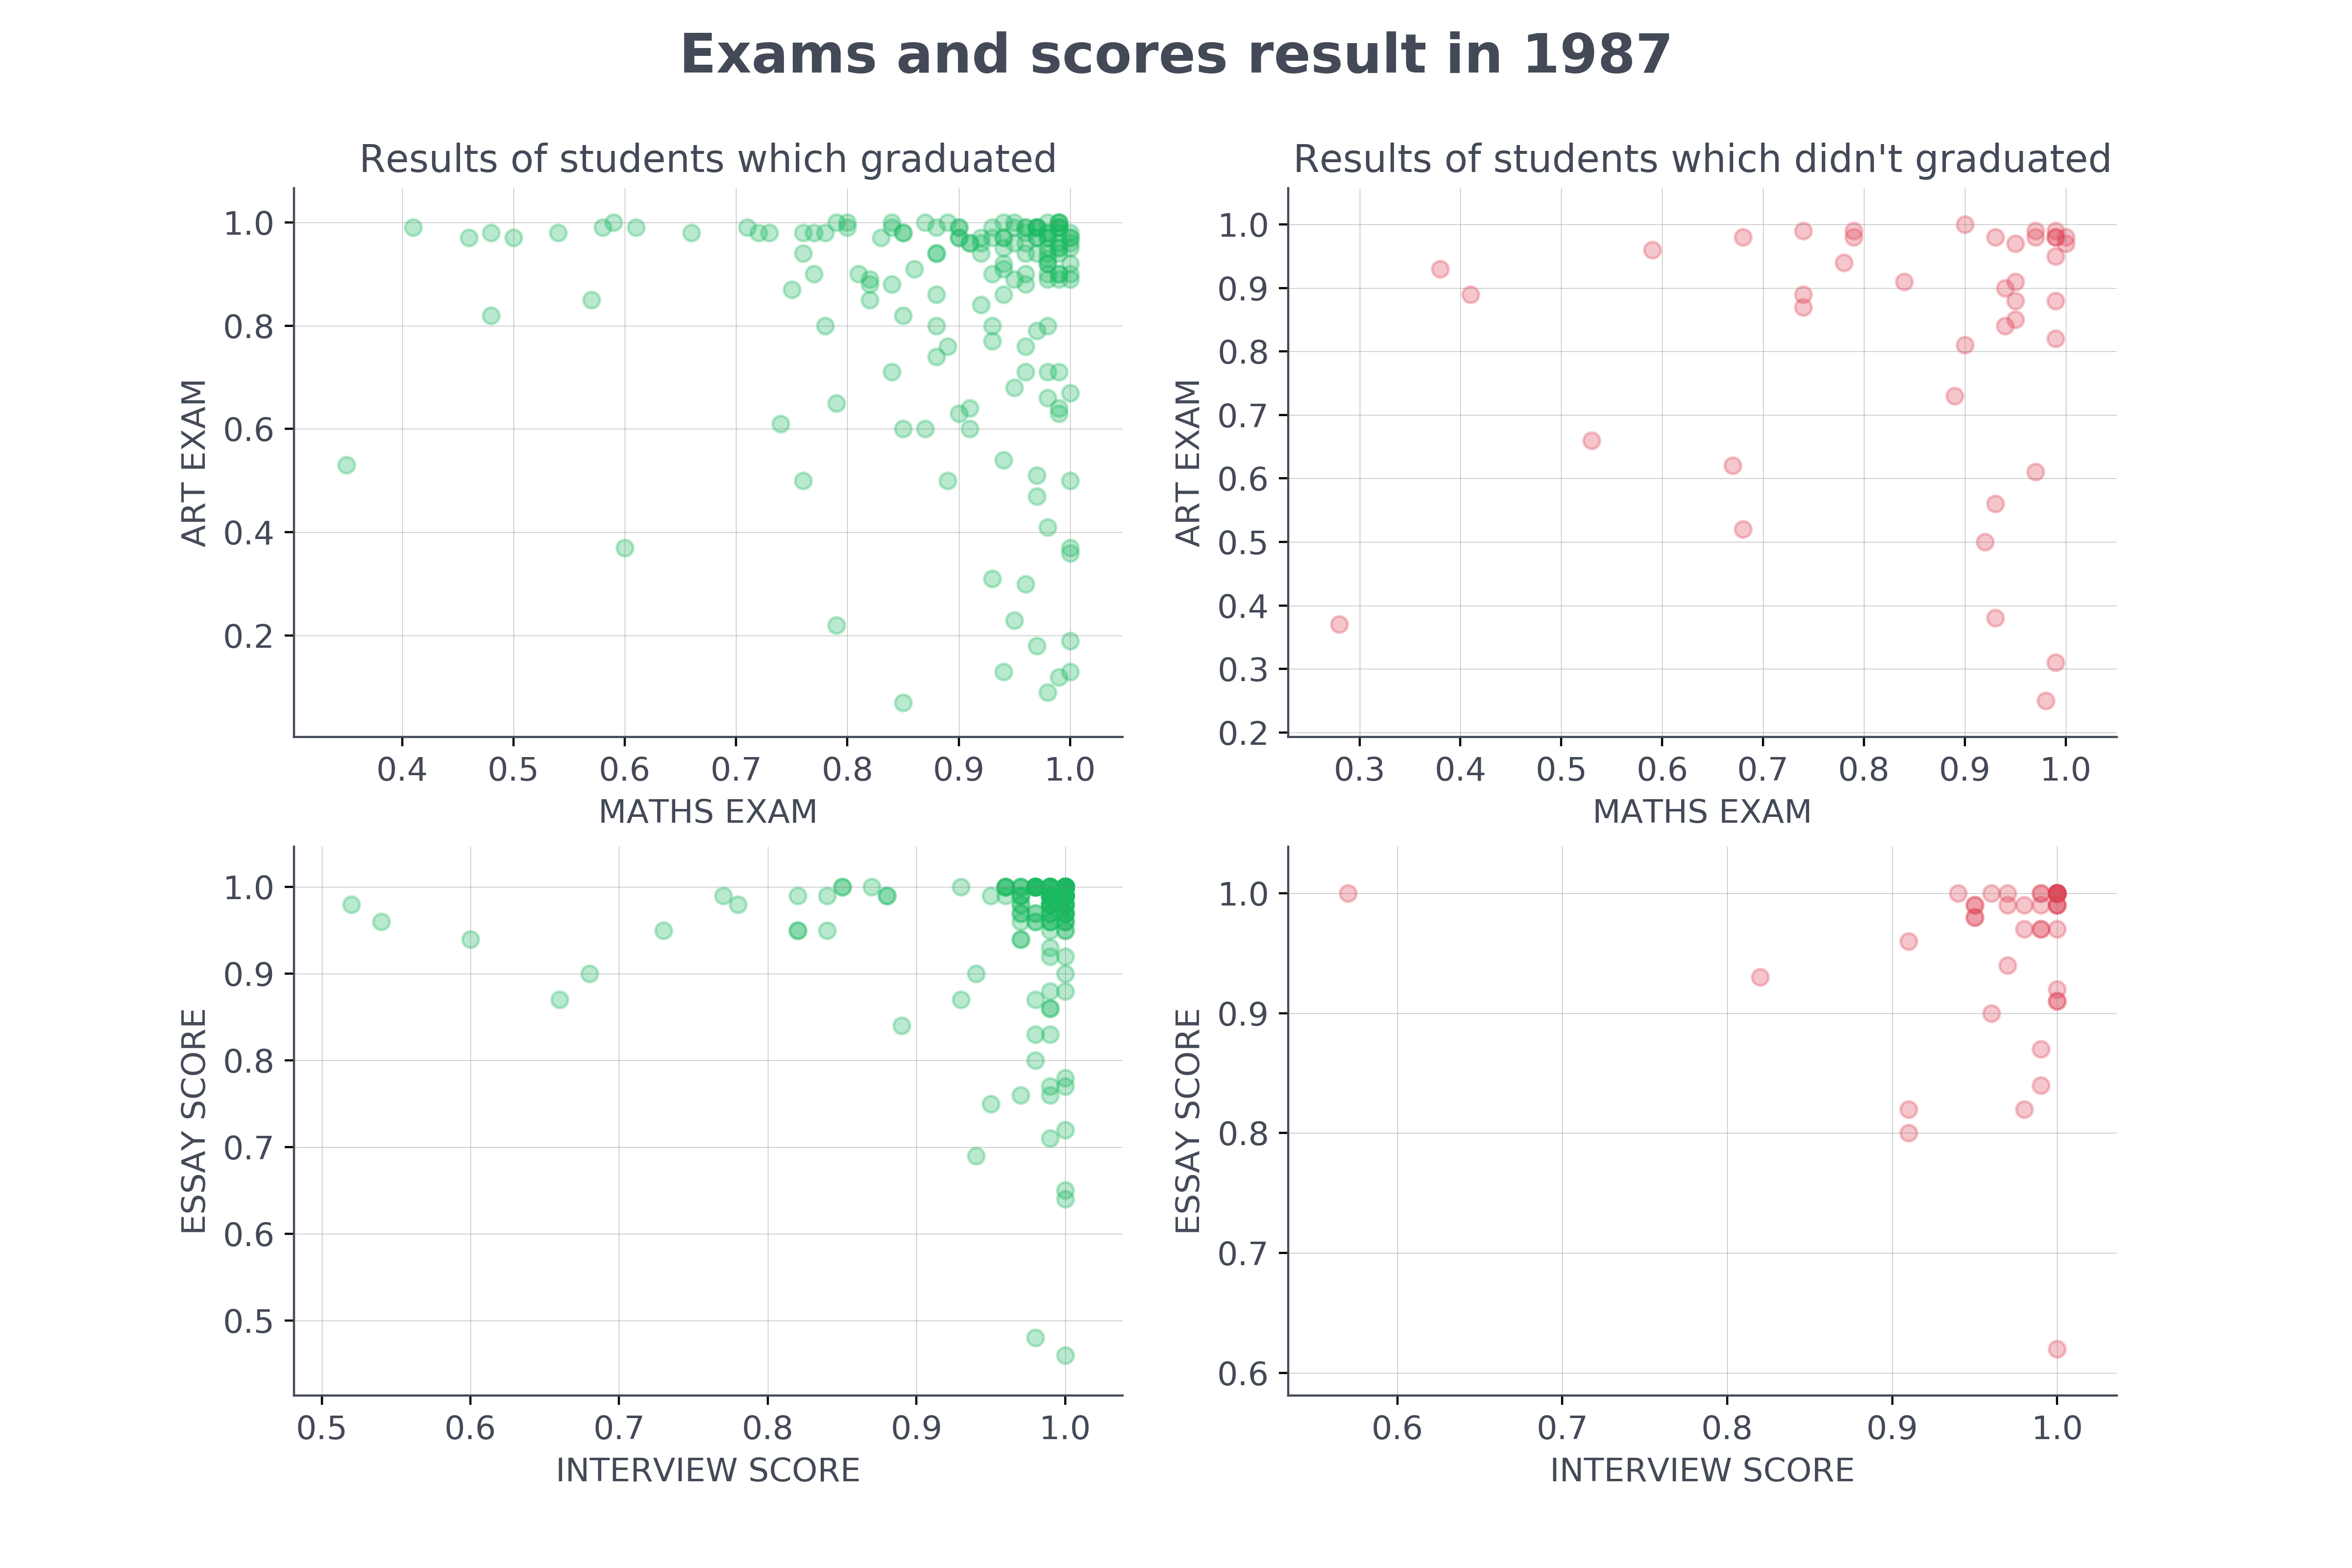 Exams and scores result in 1987
Results of students which graduated
1.0
0.8
0.6
0.4
0.2
ART EXAM
0.4 0.5 0.6 0.7 0.8 0.9 1.0
MATHS EXAM
Results of students which didn't graduated
1.0
0.9
0.8
0.7
0.6
0.5
0.4
0.3
0.2
ART EXAM
0.3 0.4 0.5 0.6 0.7 0.8 0.9 1.0
MATHS EXAM
1.0
0.9
0.8
0.7
0.6
0.5
ESSAY SCORE
0.5 0.6 0.7 0.8 0.9 1.0
INTERVIEW SCORE
1.0
0.9
0.8
0.7
0.6
ESSAY SCORE
0.6 0.7 0.8 0.9 1.0
INTERVIEW SCORE